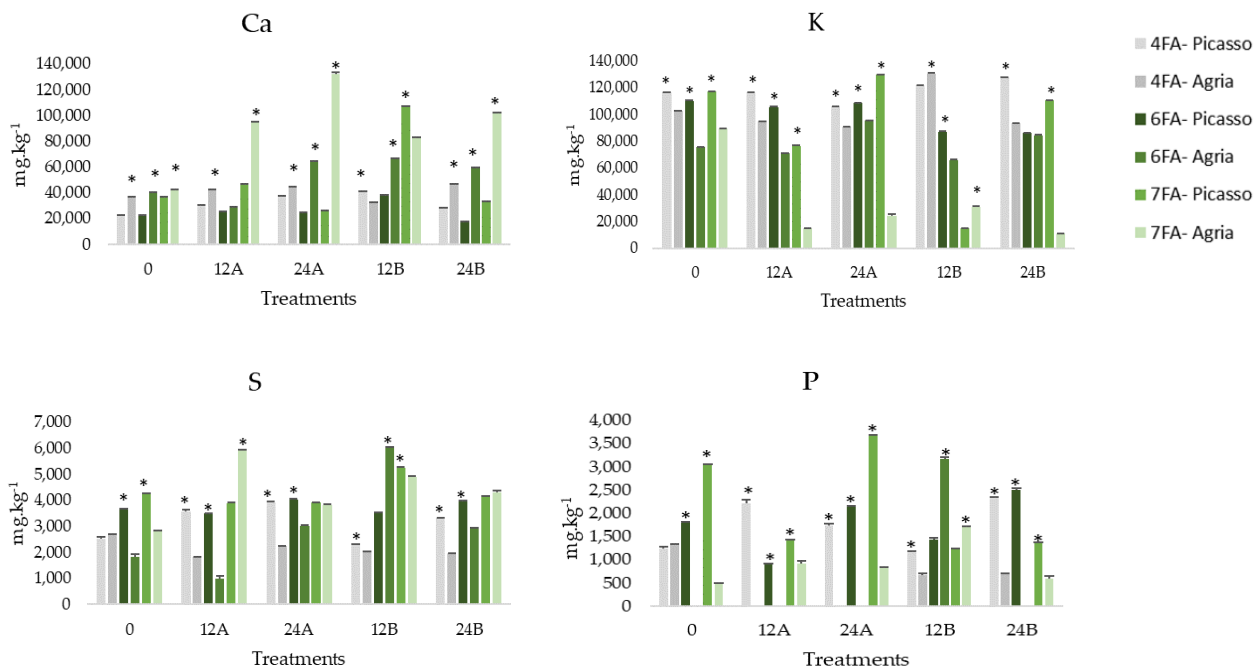 Ca
140,000
120,000
100,000
80,000
60,000
40,000
20,000
0
mg.kg-1
* * * * * * * * * * * * * *
0 12A 24A 12B 24B
Treatments
K
140,000
120,000
100,000
80,000
60,000
40,000
20,000
0
mg.kg-1
* * * * * * * * * * * * * *
0 12A 24A 12B 24B
Treatments
4FA- Picasso
4FA- Agria
6FA- Picasso
6FA- Agria
7FA- Picasso
7FA- Agria
S
7,000
6,000
5,000
4,000
3,000
2,000
1,000
0
mg.kg-1
* * * * * * * * * * * *
0 12A 24A 12B 24B
Treatments
P
4,000
3,500
3,000
2,500
2,000
1,500
1,000
500
0
mg.kg-1
* * * * * * * * * * * * * *
0 12A 24A 12B 24B
Treatments